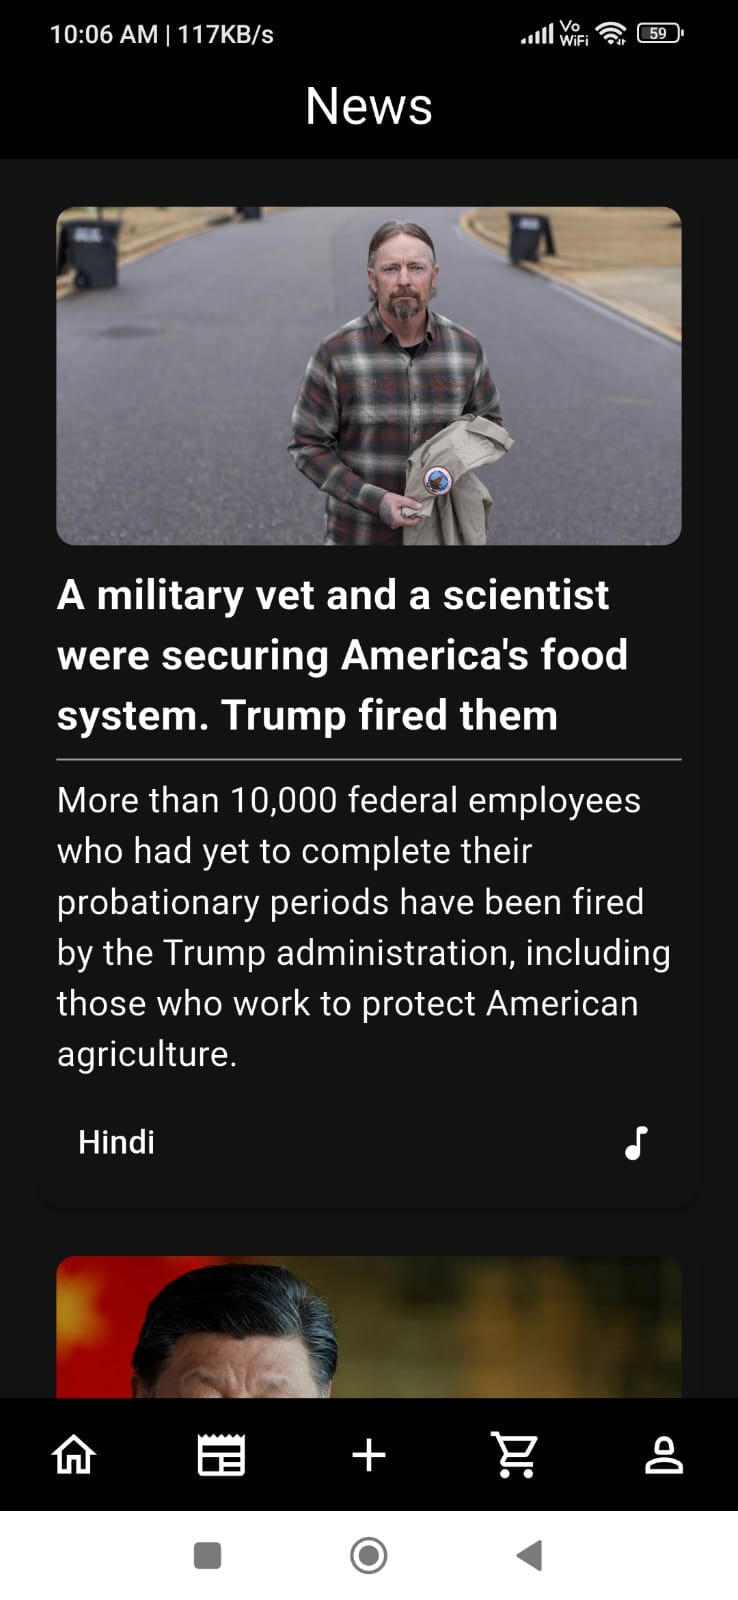 10:06 AM | 117KB/s
Vo
WiFi
59
News
A military vet and a scientist
were securing America's food
system. Trump fired them
More than 10,000 federal employees
who had yet to complete their
probationary periods have been fired
by the Trump administration, including
those who work to protect American
agriculture.
Hindi